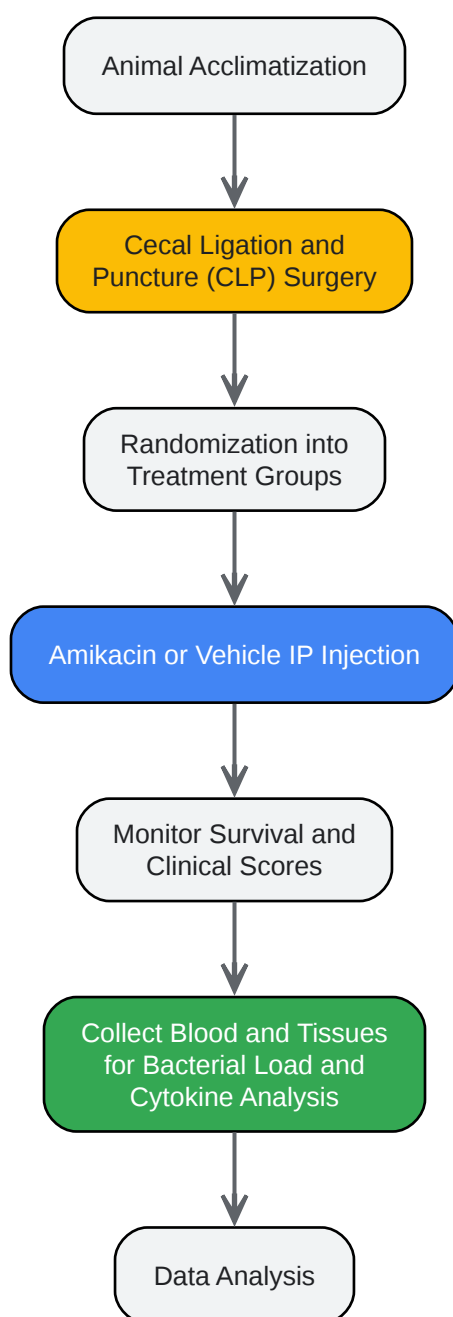 Animal Acclimatization
Cecal Ligation and
Puncture (CLP) Surgery
Randomization into
Treatment Groups
Amikacin or Vehicle IP Injection
Monitor Survival and
Clinical Scores
Collect Blood and Tissues
for Bacterial Load and
Cytokine Analysis
Data Analysis